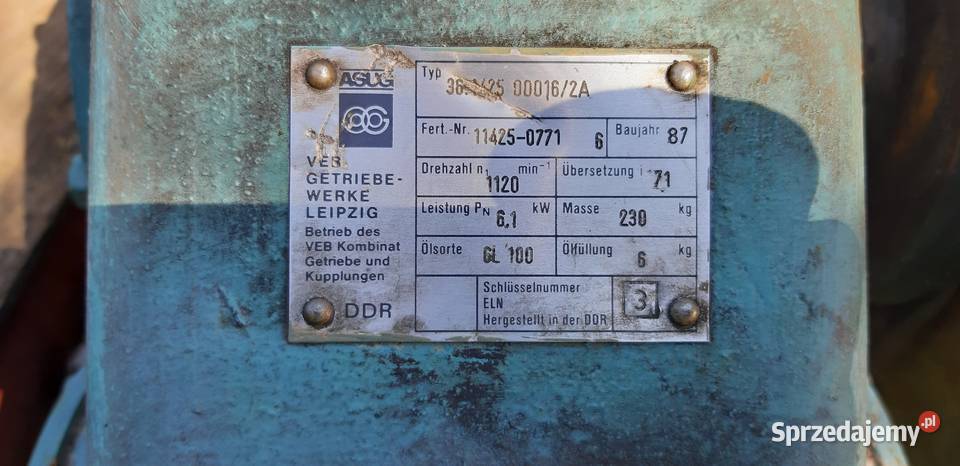 ASUG
VEB
GETRIEBE-
WERKE
LEIPZIG
Betrieb des
VEB Kombinat
Getriebe und
Kupplungen
DDR
Typ 00016/2A
Fert.-Nr. 11425-0771 6 Baujahr 87
Drehzahl n₁ 1120 min⁻¹ Übersetzung i 71
Leistung PN 6,1 kW Masse 230 kg
Ölsorte GL 100 Ölfüllung 6 kg
Schlüsselnummer
ELN
Hergestellt in der DDR 3
Sprzedajemy.pl